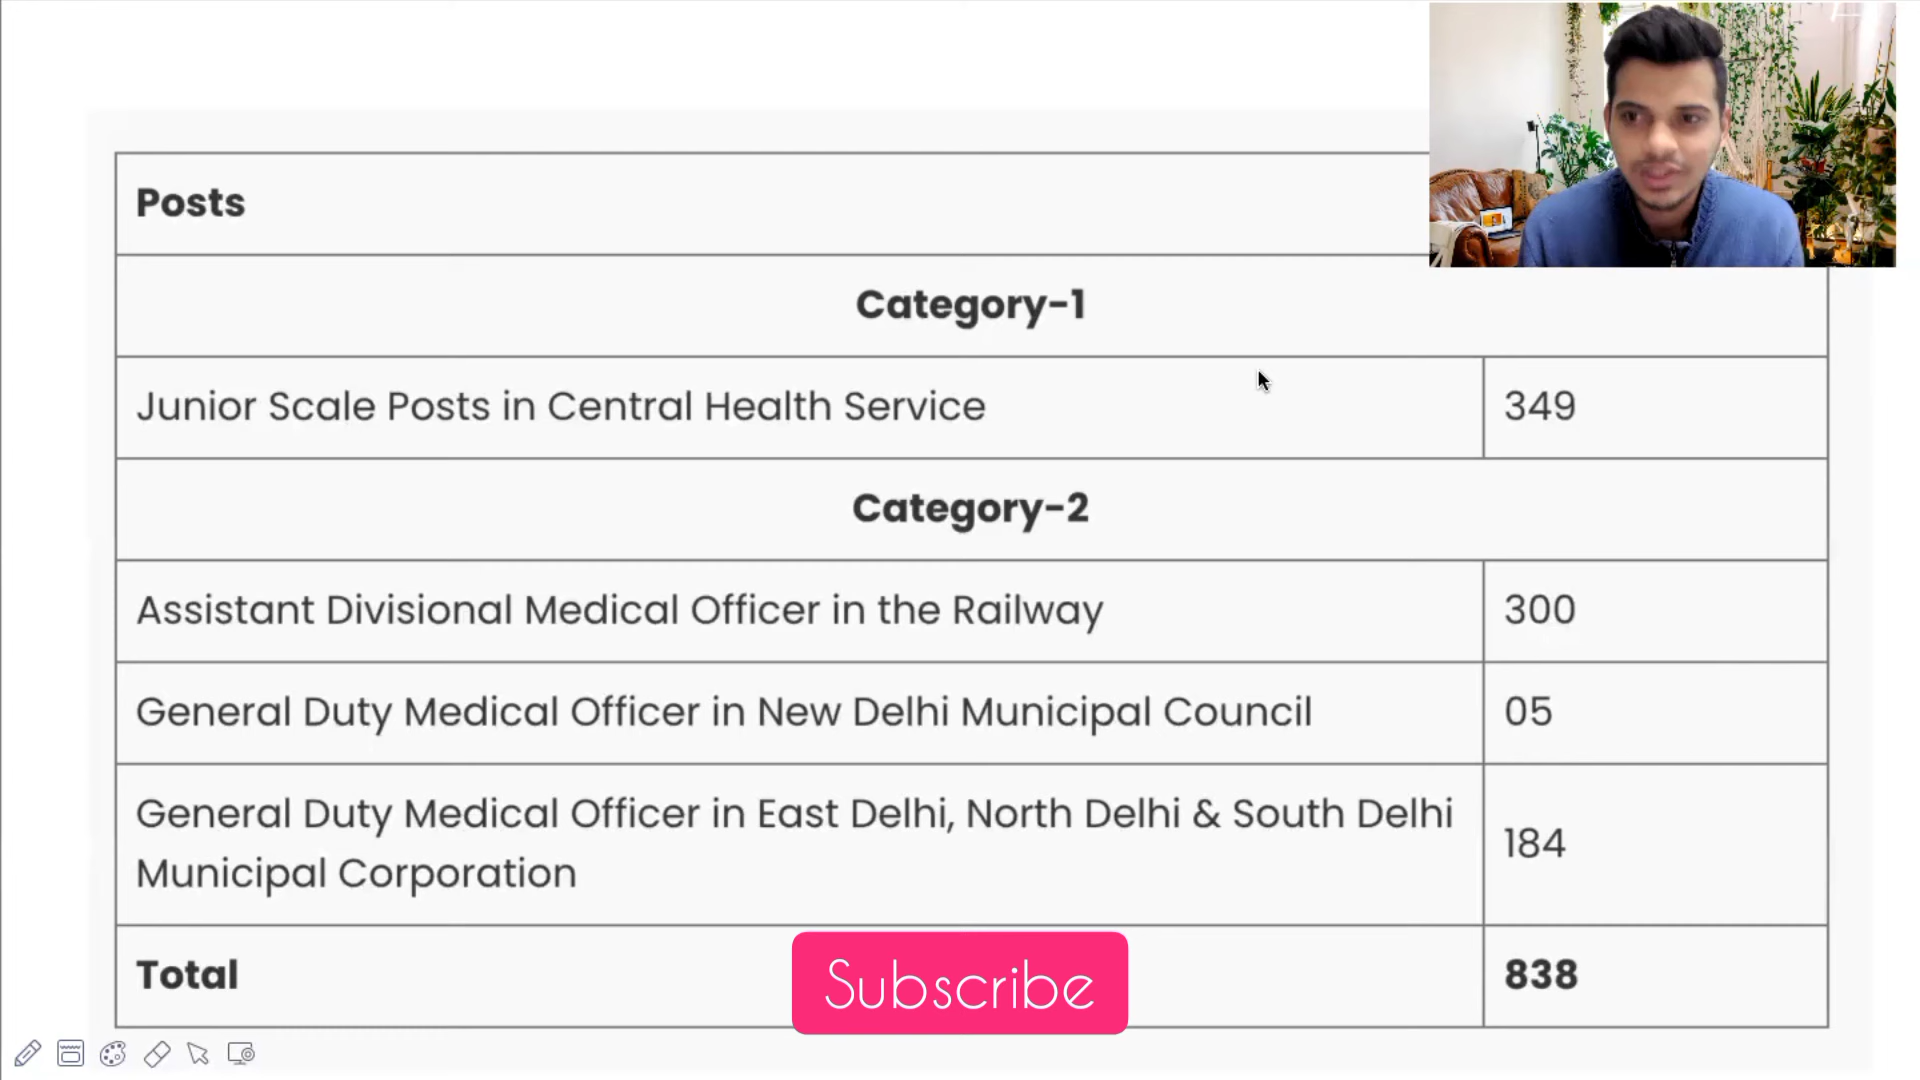 Posts
Category-1
Junior Scale Posts in Central Health Service
349
Category-2
Assistant Divisional Medical Officer in the Railway
300
General Duty Medical Officer in New Delhi Municipal Council
05
General Duty Medical Officer in East Delhi, North Delhi & South Delhi
Municipal Corporation
184
Total
838
Subscribe